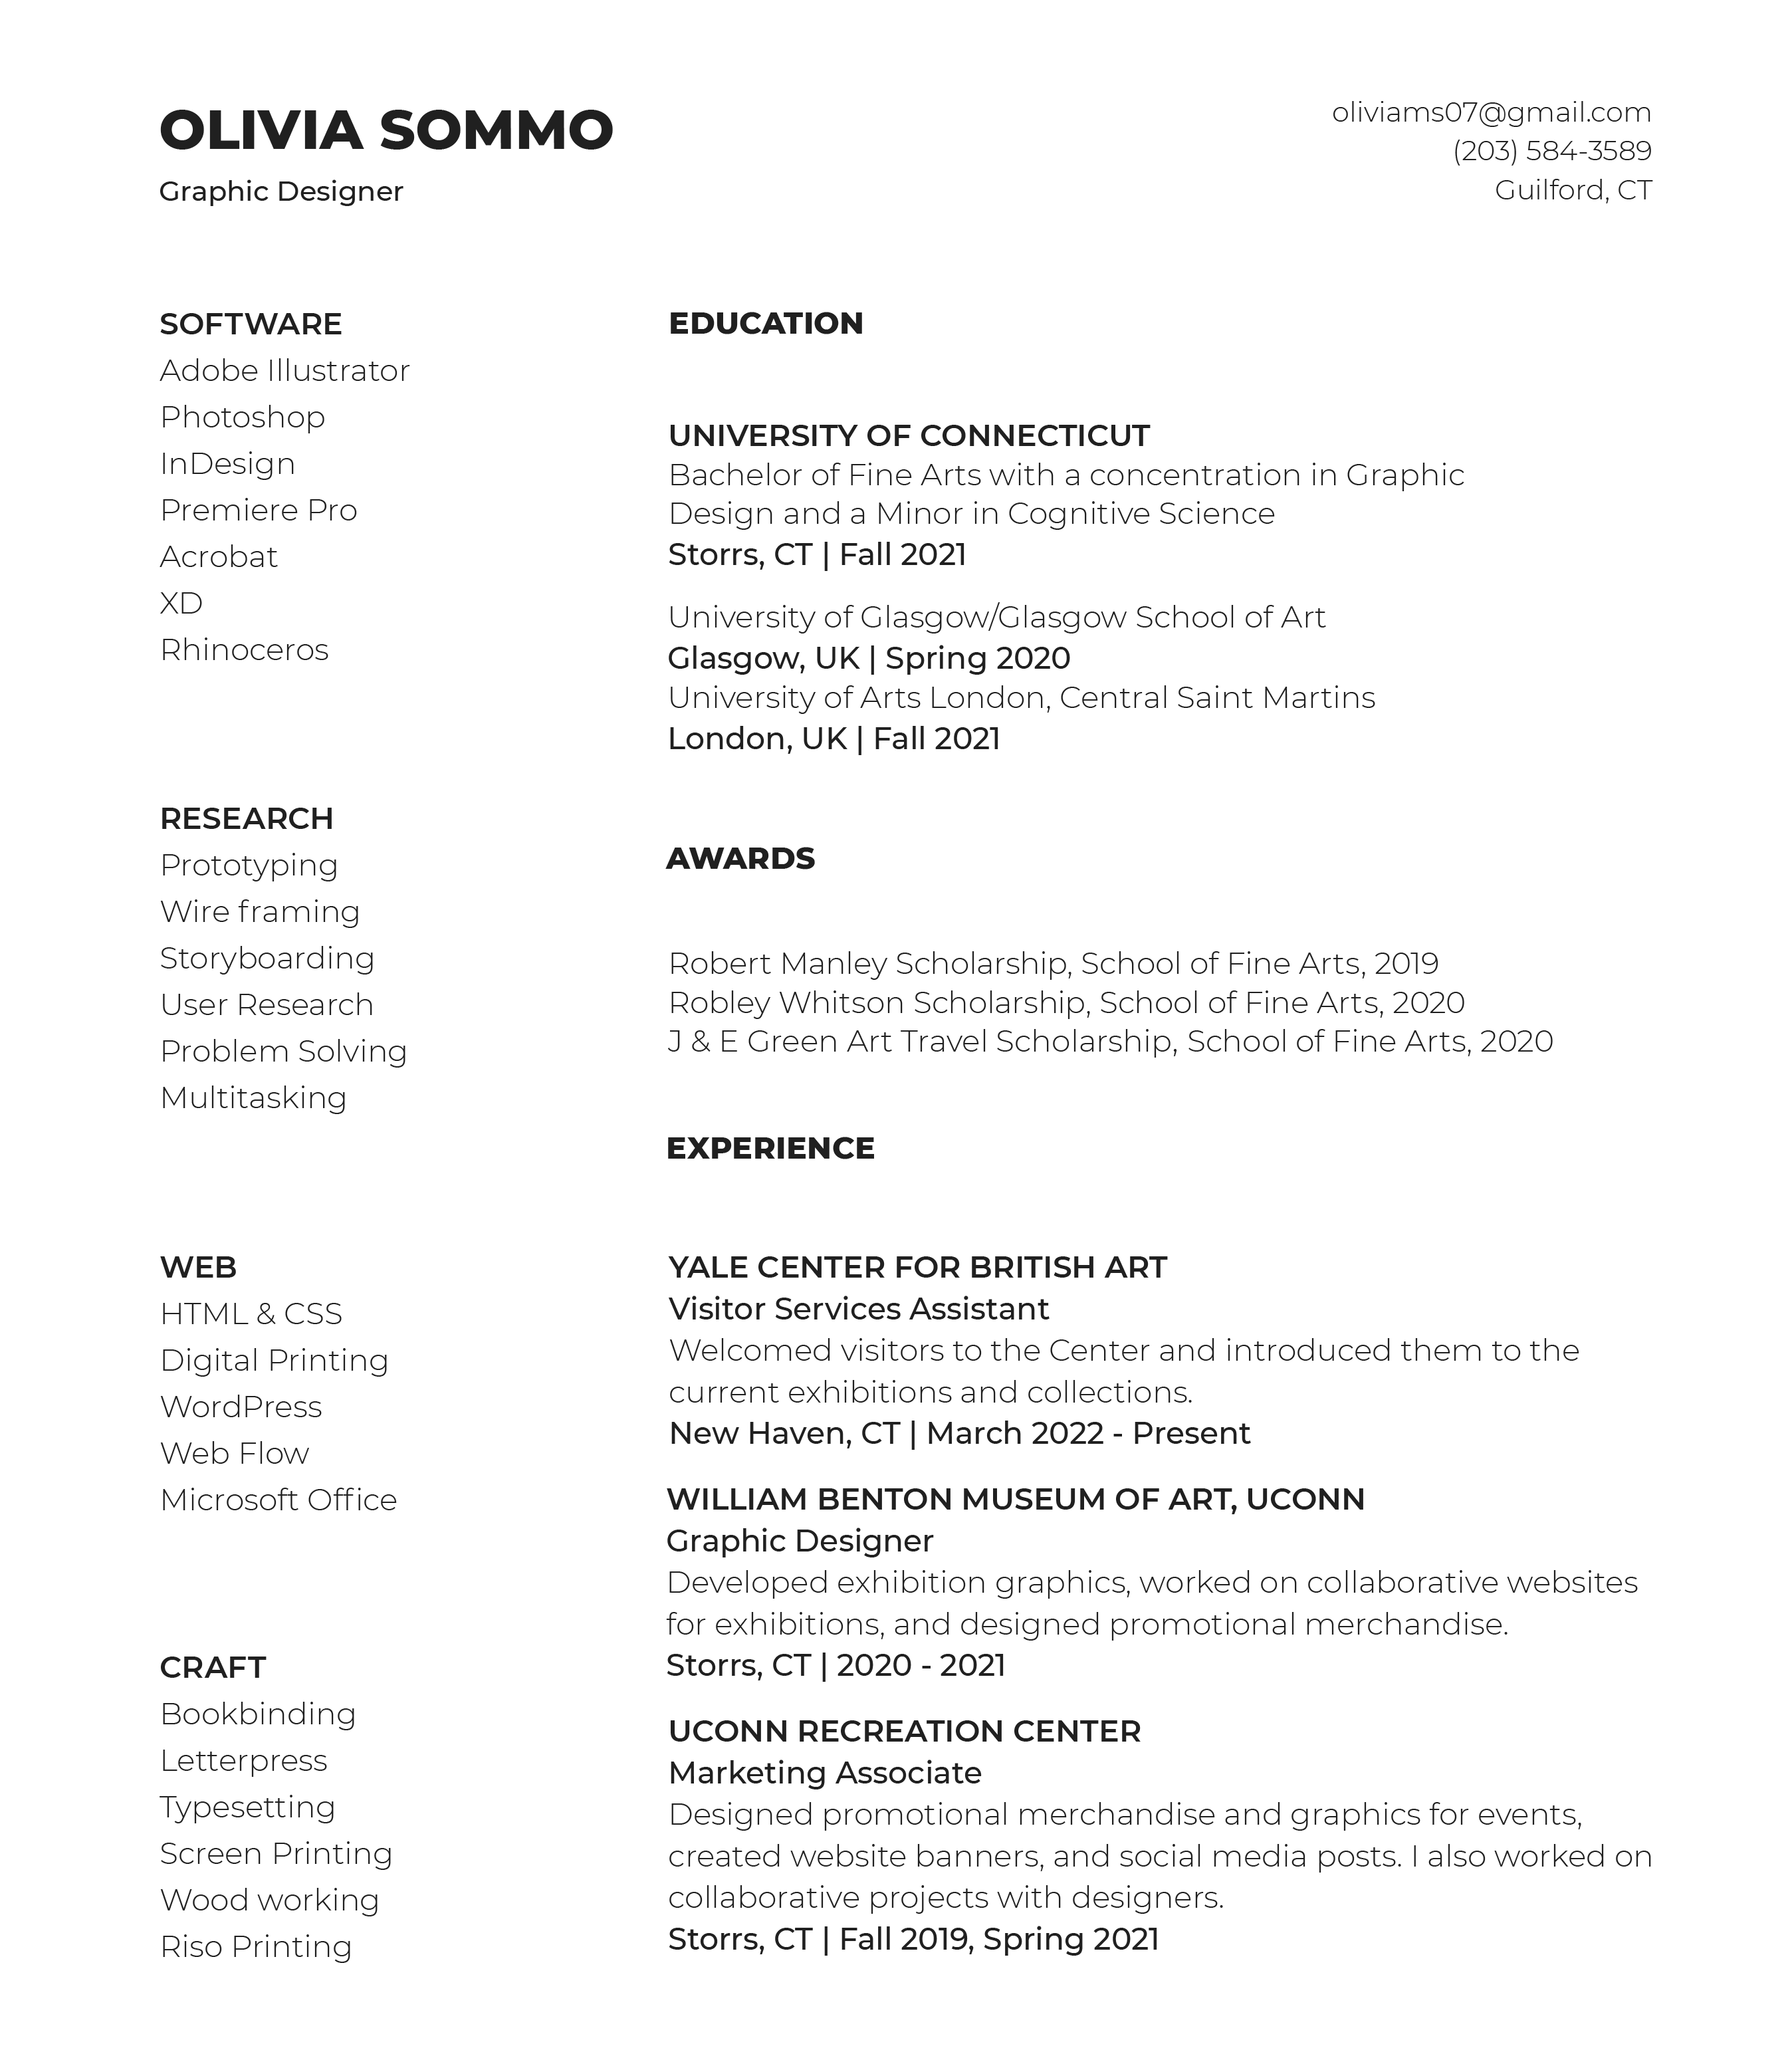 OLIVIA SOMMO
Graphic Designer
oliviams07@gmail.com
(203) 584-3589
Guilford, CT
SOFTWARE
Adobe Illustrator
Photoshop
InDesign
Premiere Pro
Acrobat
XD
Rhinoceros
RESEARCH
Prototyping
Wire framing
Storyboarding
User Research
Problem Solving
Multitasking
WEB
HTML & CSS
Digital Printing
WordPress
Web Flow
Microsoft Office
CRAFT
Bookbinding
Letterpress
Typesetting
Screen Printing
Wood working
Riso Printing
EDUCATION
UNIVERSITY OF CONNECTICUT
Bachelor of Fine Arts with a concentration in Graphic
Design and a Minor in Cognitive Science
Storrs, CT | Fall 2021
University of Glasgow/Glasgow School of Art
Glasgow, UK | Spring 2020
University of Arts London, Central Saint Martins
London, UK | Fall 2021
AWARDS
Robert Manley Scholarship, School of Fine Arts, 2019
Robley Whitson Scholarship, School of Fine Arts, 2020
J & E Green Art Travel Scholarship, School of Fine Arts, 2020
EXPERIENCE
YALE CENTER FOR BRITISH ART
Visitor Services Assistant
Welcomed visitors to the Center and introduced them to the
current exhibitions and collections.
New Haven, CT | March 2022 - Present
WILLIAM BENTON MUSEUM OF ART, UCONN
Graphic Designer
Developed exhibition graphics, worked on collaborative websites
for exhibitions, and designed promotional merchandise.
Storrs, CT | 2020 - 2021
UCONN RECREATION CENTER
Marketing Associate
Designed promotional merchandise and graphics for events,
created website banners, and social media posts. I also worked on
collaborative projects with designers.
Storrs, CT | Fall 2019, Spring 2021